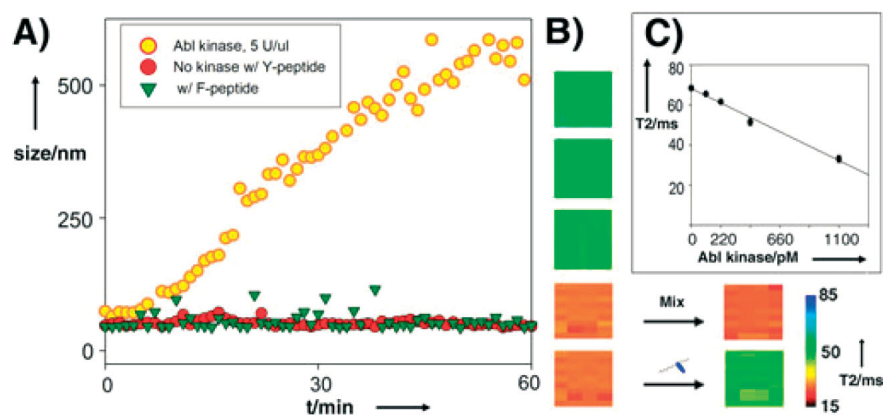 A)
Abl kinase, 5 U/ul
No kinase w/ Y-peptide
w/ F-peptide
500
size/nm
250
0
0
30
60
t/min
B)
C)
80
T2/ms
60
40
20
0
220
660
1100
Abl kinase/pM
Mix
85
50
15
T2/ms